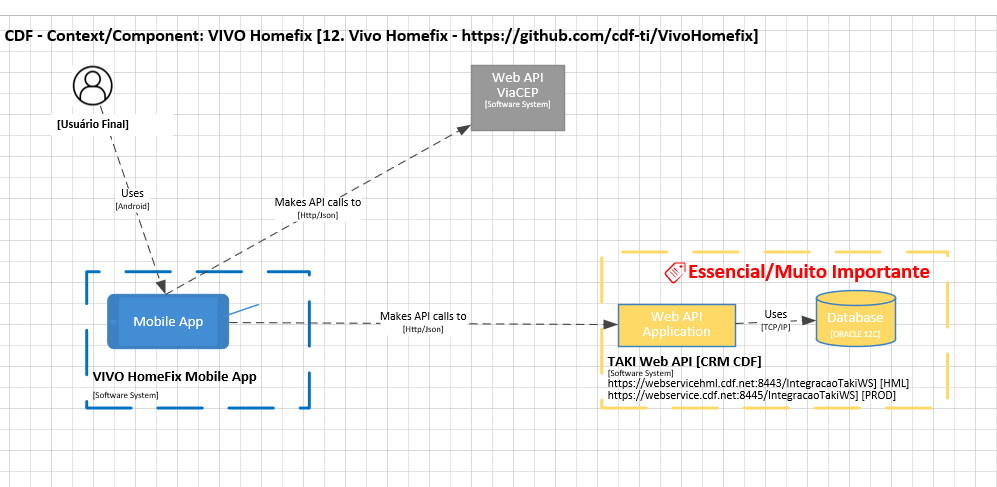 CDF - Context/Component: VIVO Homefix [12. Vivo Homefix - https://github.com/cdf-ti/VivoHomefix]
[Usuário Final]
Web API
ViaCEP
[Software System]
Uses
[Android]
Makes API calls to
[Http/Json]
Mobile App
VIVO HomeFix Mobile App
[Software System]
Makes API calls to
[Http/Json]
Essencial/Muito Importante
Web API
Application
Uses
[TCP/IP]
Database
[ORACLE 12C]
TAKI Web API [CRM CDF]
[Software System]
https://webservicehml.cdf.net:8443/IntegracaoTakiWS] [HML]
https://webservice.cdf.net:8445/IntegracaoTakiWS] [PROD]